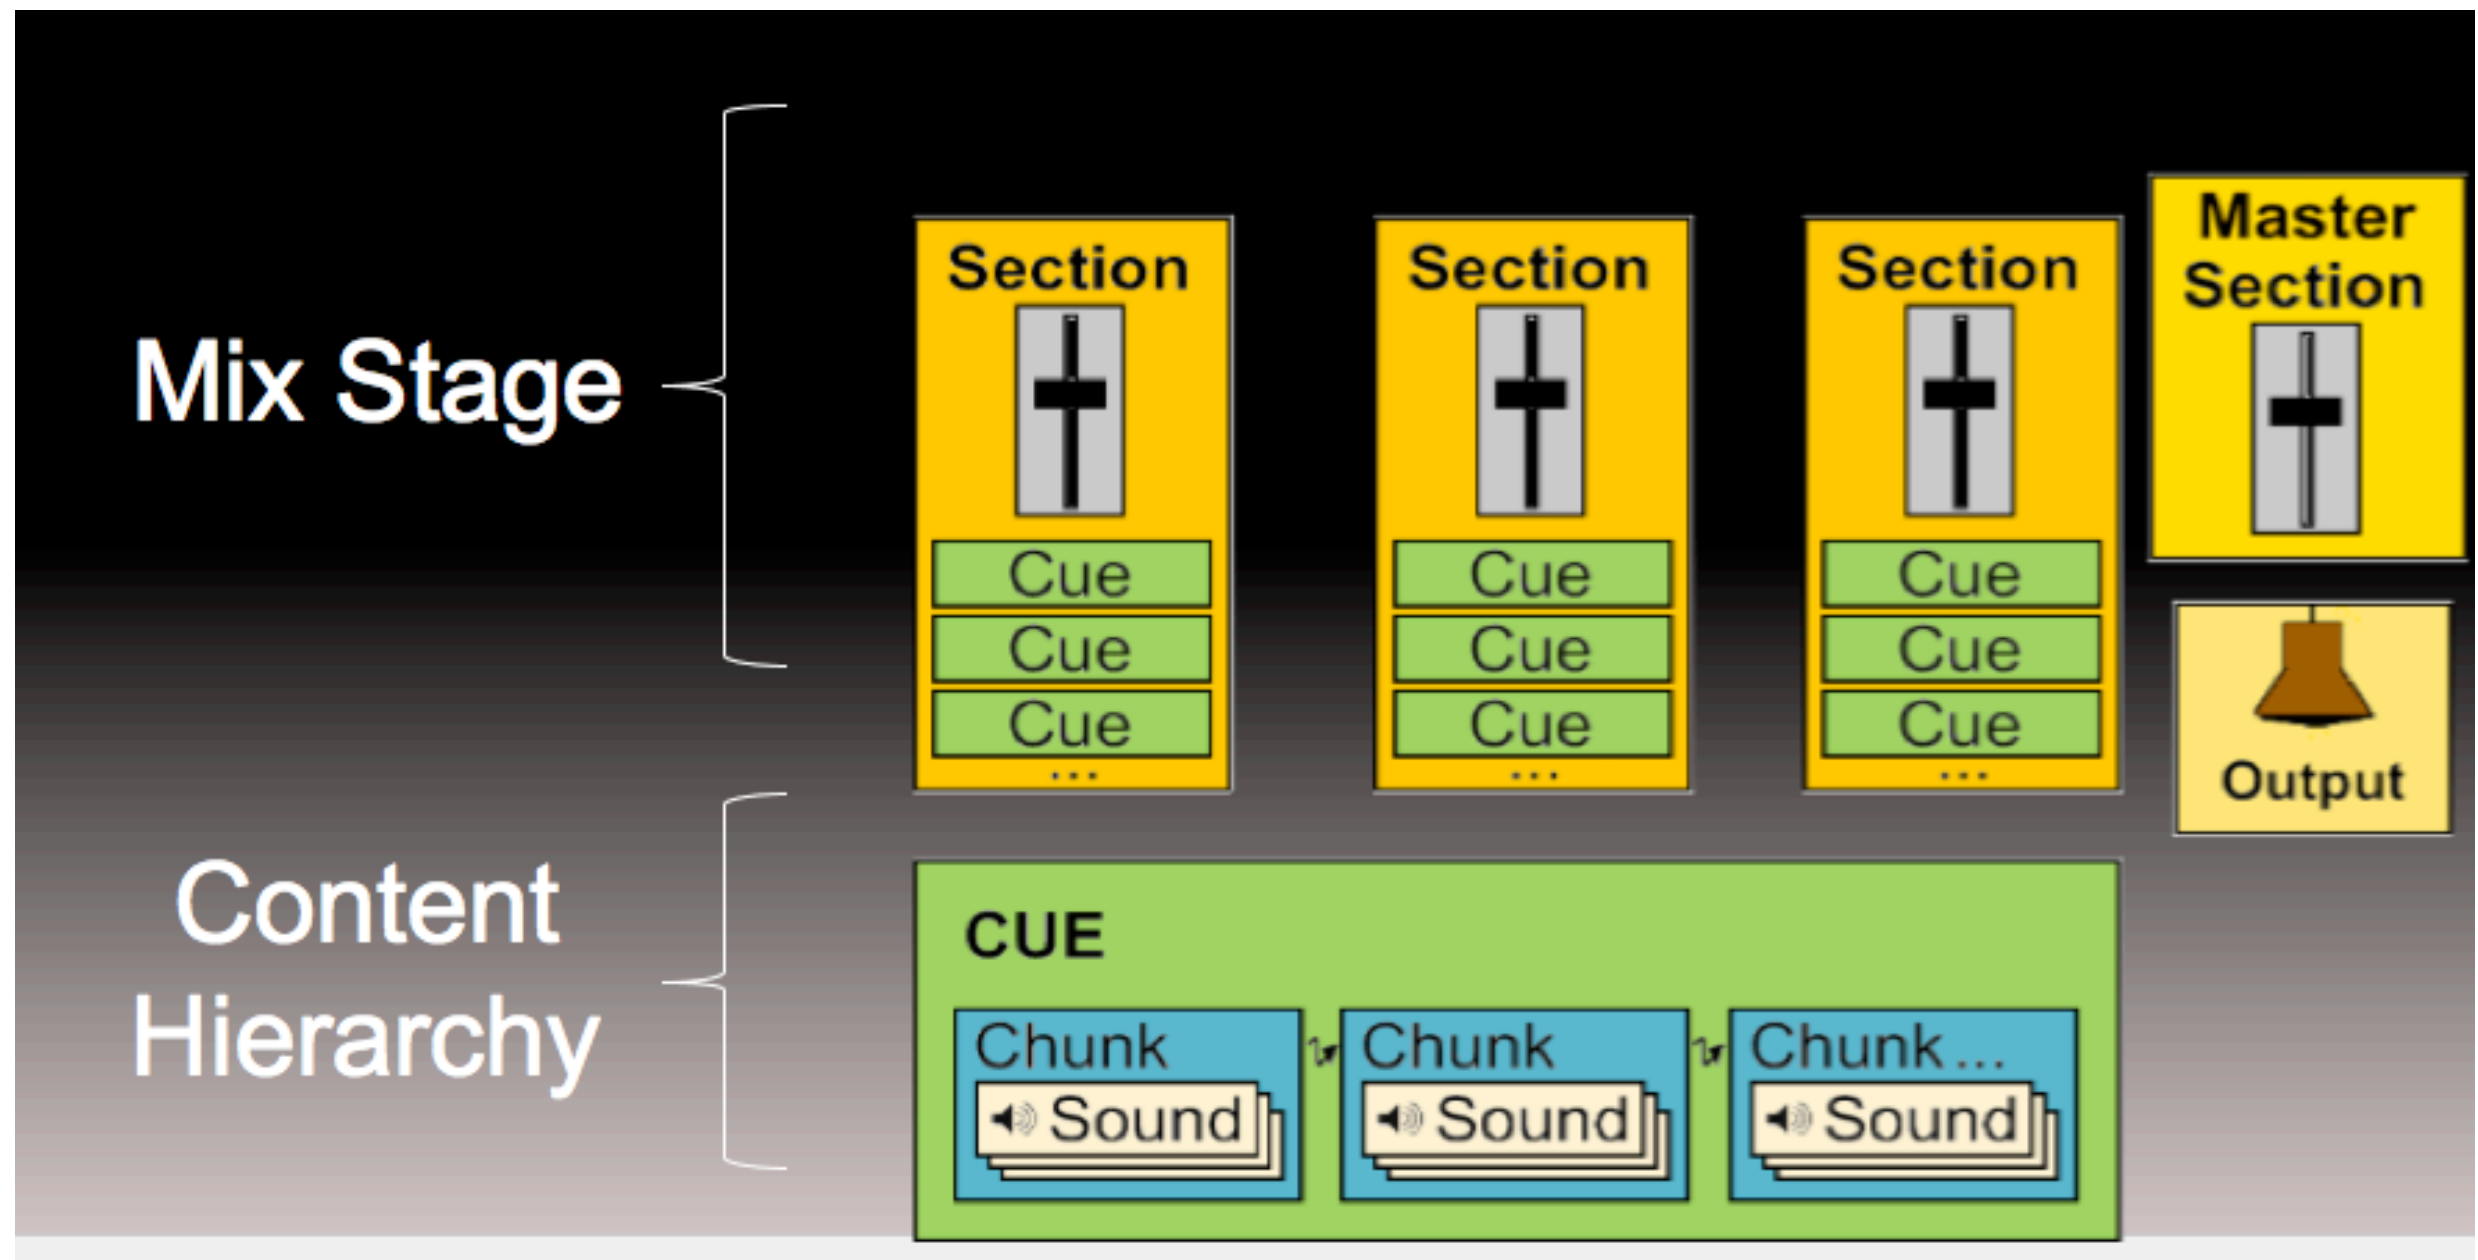 Mix Stage
Section
Cue
Cue
Cue
...
Section
Cue
Cue
Cue
...
Section
Cue
Cue
Cue
...
Master
Section
Output
Content
Hierarchy
CUE
Chunk
Sound
Chunk
Sound
Chunk ...
Sound